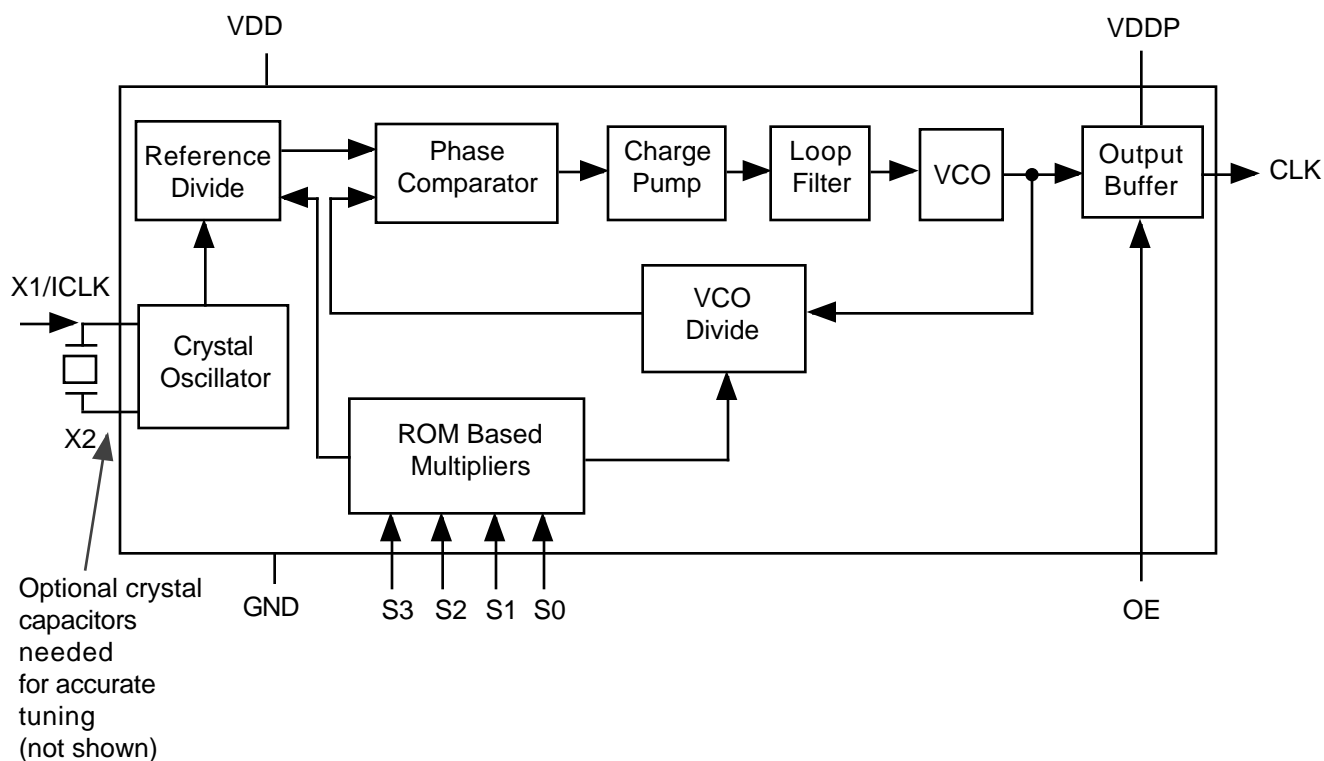 VDD
VDDP
Reference
Divide
Phase
Comparator
Charge
Pump
Loop
Filter
VCO
Output
Buffer
CLK
X1/ICLK
Crystal
Oscillator
VCO
Divide
X2
ROM Based
Multipliers
GND
S3
S2
S1
S0
OE
Optional crystal
capacitors
needed
for accurate
tuning
(not shown)